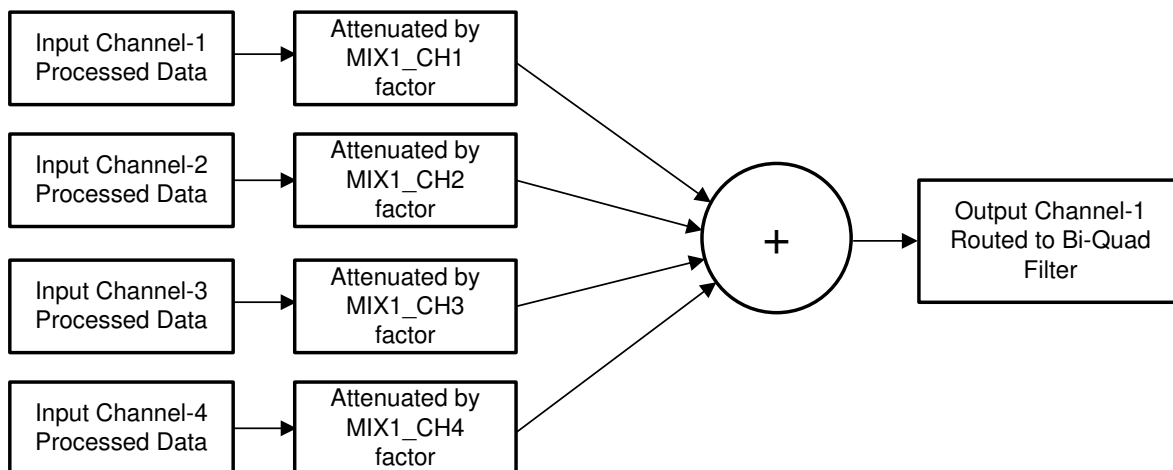 Input Channel-1
Processed Data
Attenuated by
MIX1_CH1
factor
Input Channel-2
Processed Data
Attenuated by
MIX1_CH2
factor
Input Channel-3
Processed Data
Attenuated by
MIX1_CH3
factor
Input Channel-4
Processed Data
Attenuated by
MIX1_CH4
factor
+
Output Channel-1
Routed to Bi-Quad
Filter